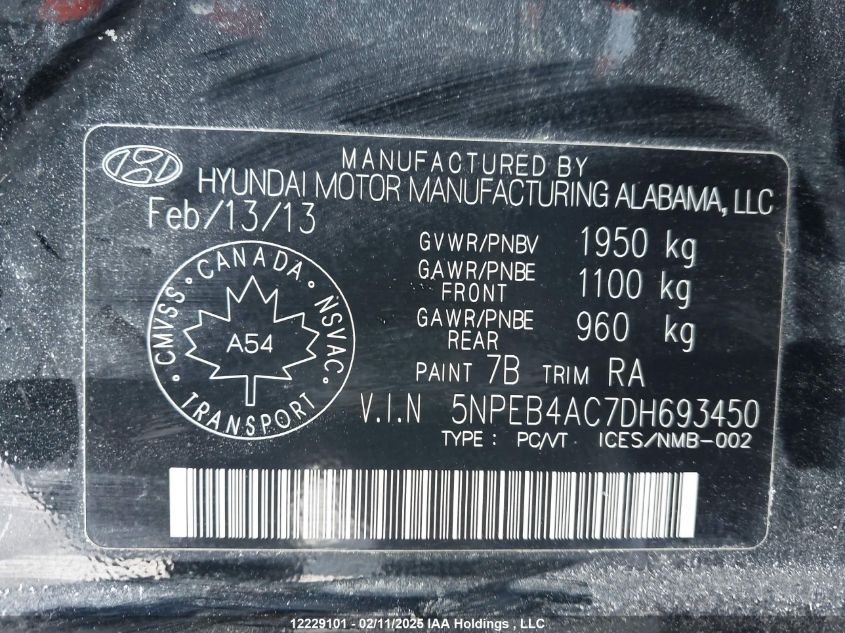 MANUFACTURED BY
HYUNDAI MOTOR MANUFACTURING ALABAMA, LLC
Feb/13/13
GVWR/PNBV 1950 kg
GAWR/PNBE FRONT 1100 kg
GAWR/PNBE REAR 960 kg
CANADA
CMVSS NSVAC
A54
TRANSPORT
PAINT 7B TRIM RA
V.I.N 5NPEB4AC7DH693450
TYPE : PC/VT ICES/NMB-002
12229101 - 02/11/2025 IAA Holdings , LLC